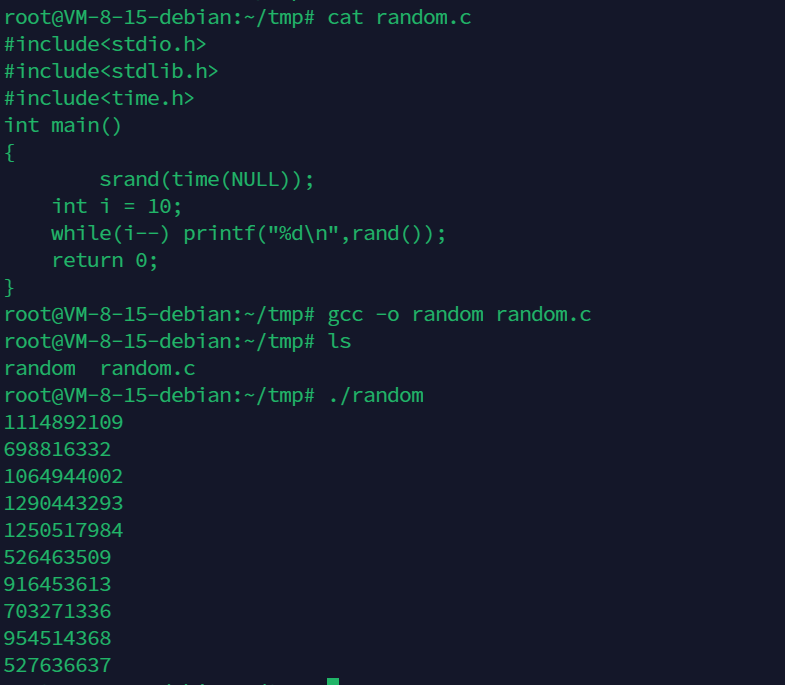 root@VM-8-15-debian:~/tmp# cat random.c
#include<stdio.h>
#include<stdlib.h>
#include<time.h>
int main()
{
        srand(time(NULL));
    int i = 10;
    while(i--) printf("%d\n",rand());
    return 0;
}
root@VM-8-15-debian:~/tmp# gcc -o random random.c
root@VM-8-15-debian:~/tmp# ls
random  random.c
root@VM-8-15-debian:~/tmp# ./random
1114892109
698816332
1064944002
1290443293
1250517984
526463509
916453613
703271336
954514368
527636637